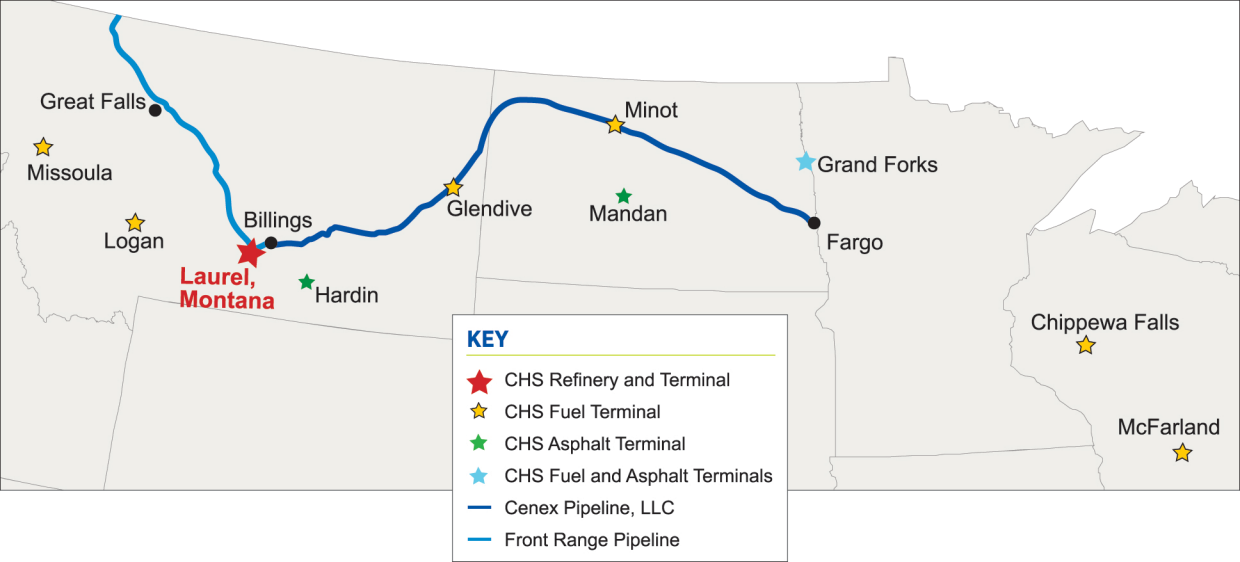 Great Falls
Minot
Missoula
Grand Forks
Glendive
Mandan
Billings
Logan
Fargo
Laurel,
Montana
Hardin
Chippewa Falls
McFarland
KEY
CHS Refinery and Terminal
CHS Fuel Terminal
CHS Asphalt Terminal
CHS Fuel and Asphalt Terminals
Cenex Pipeline, LLC
Front Range Pipeline